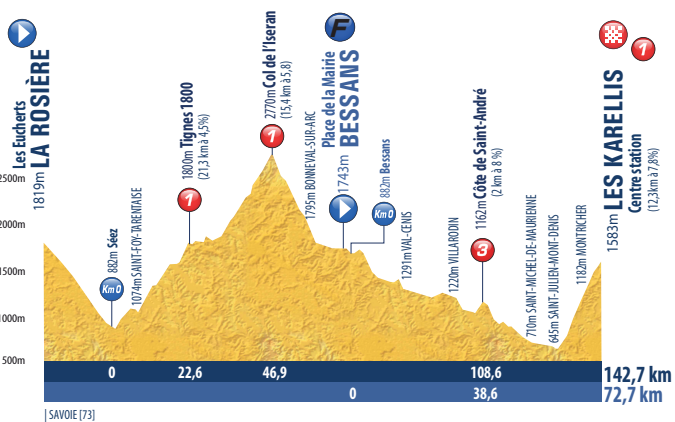 Les Eucherts
LA ROSIÈRE
1819m
Km 0
882m Séez
1074m SAINT-FOY-TARENTAISE
1
1800m Tignes 1800
(21,3 km à 4,5%)
1
2770m Col de l'Iseran
(15,4 km à 5,8)
1795m BONNEVAL-SUR-ARC
F
Place de la Mairie
BESSANS
1743m
Km 0
882m Bessans
1291m VAL-CENIS
1220m VILLARODIN
3
1162m Côte de Saint-André
(2 km à 8 %)
710m SAINT-MICHEL-DE-MAURIENNE
645m SAINT-JULIEN-MONT-DENIS
1182m MONTRICHER
1
1583m LES KARELLIS
Centre station
(12,3km à 7,8%)
2500m
2000m
1500m
1000m
500m
0 22,6 46,9 108,6 142,7 km
0 38,6 72,7 km
| SAVOIE [73]